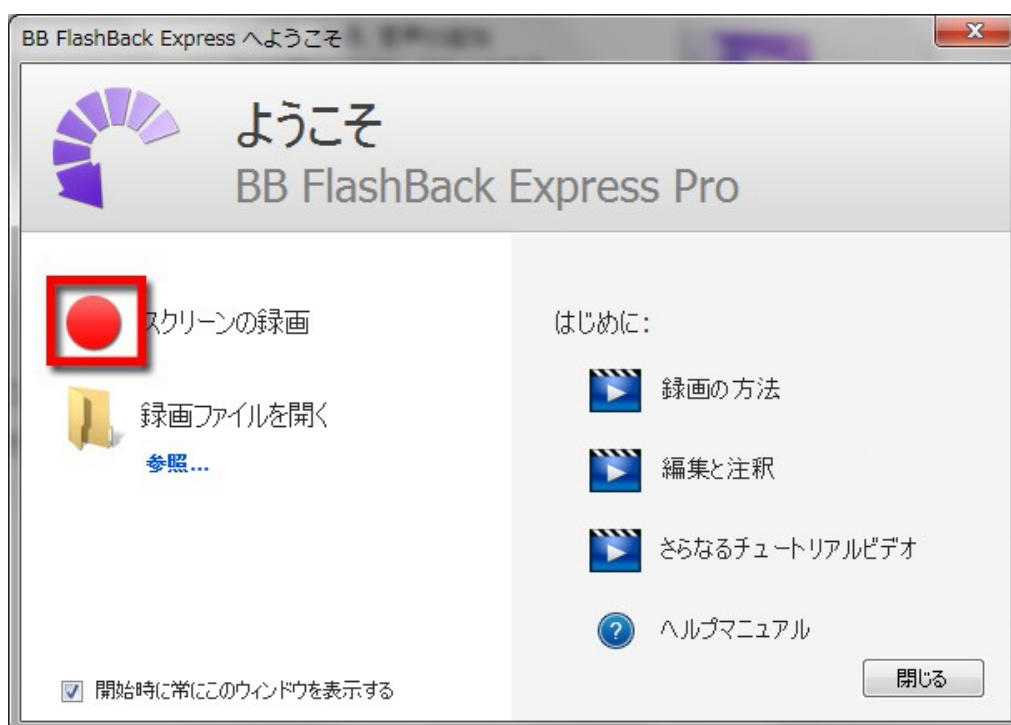 BB FlashBack Express へようこそ
ようこそ
BB FlashBack Express Pro
スクリーンの録画
録画ファイルを開く
参照...
はじめに:
録画の方法
編集と注釈
さらなるチュートリアルビデオ
ヘルプマニュアル
開始時に常にこのウィンドウを表示する
閉じる